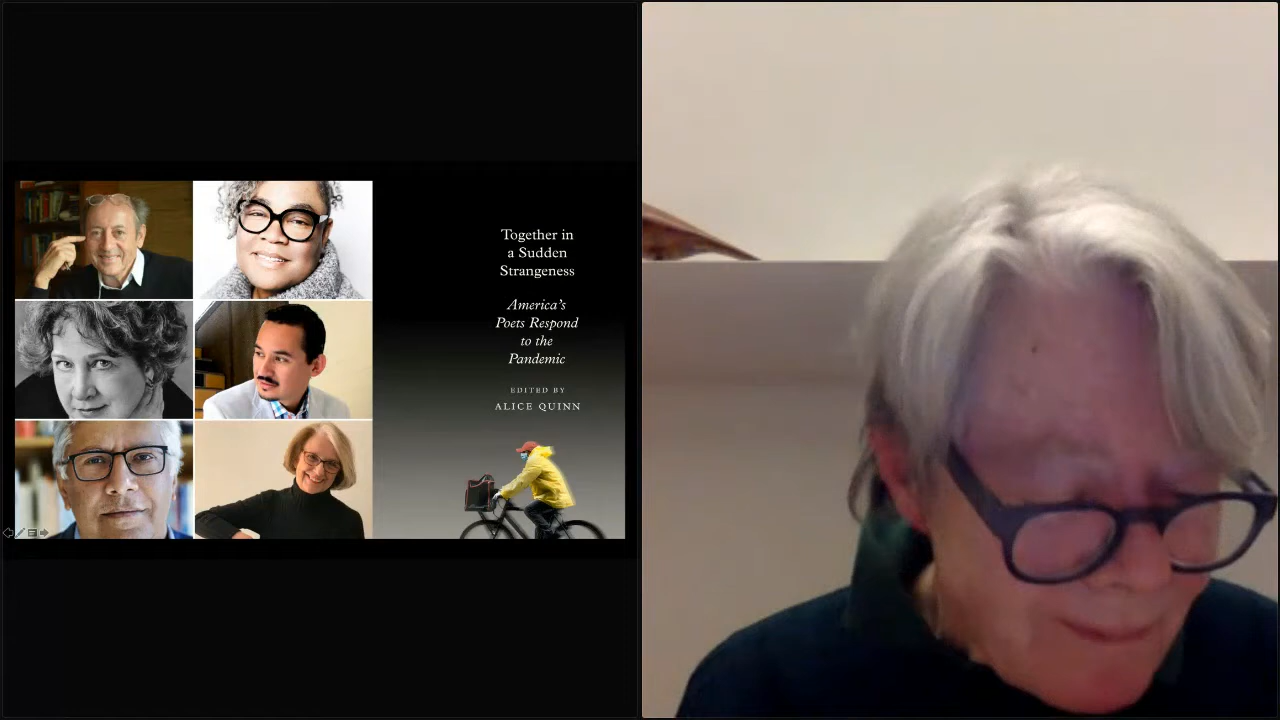 Together in
a Sudden
Strangeness
America's
Poets Respond
to the
Pandemic
EDITED BY
ALICE QUINN